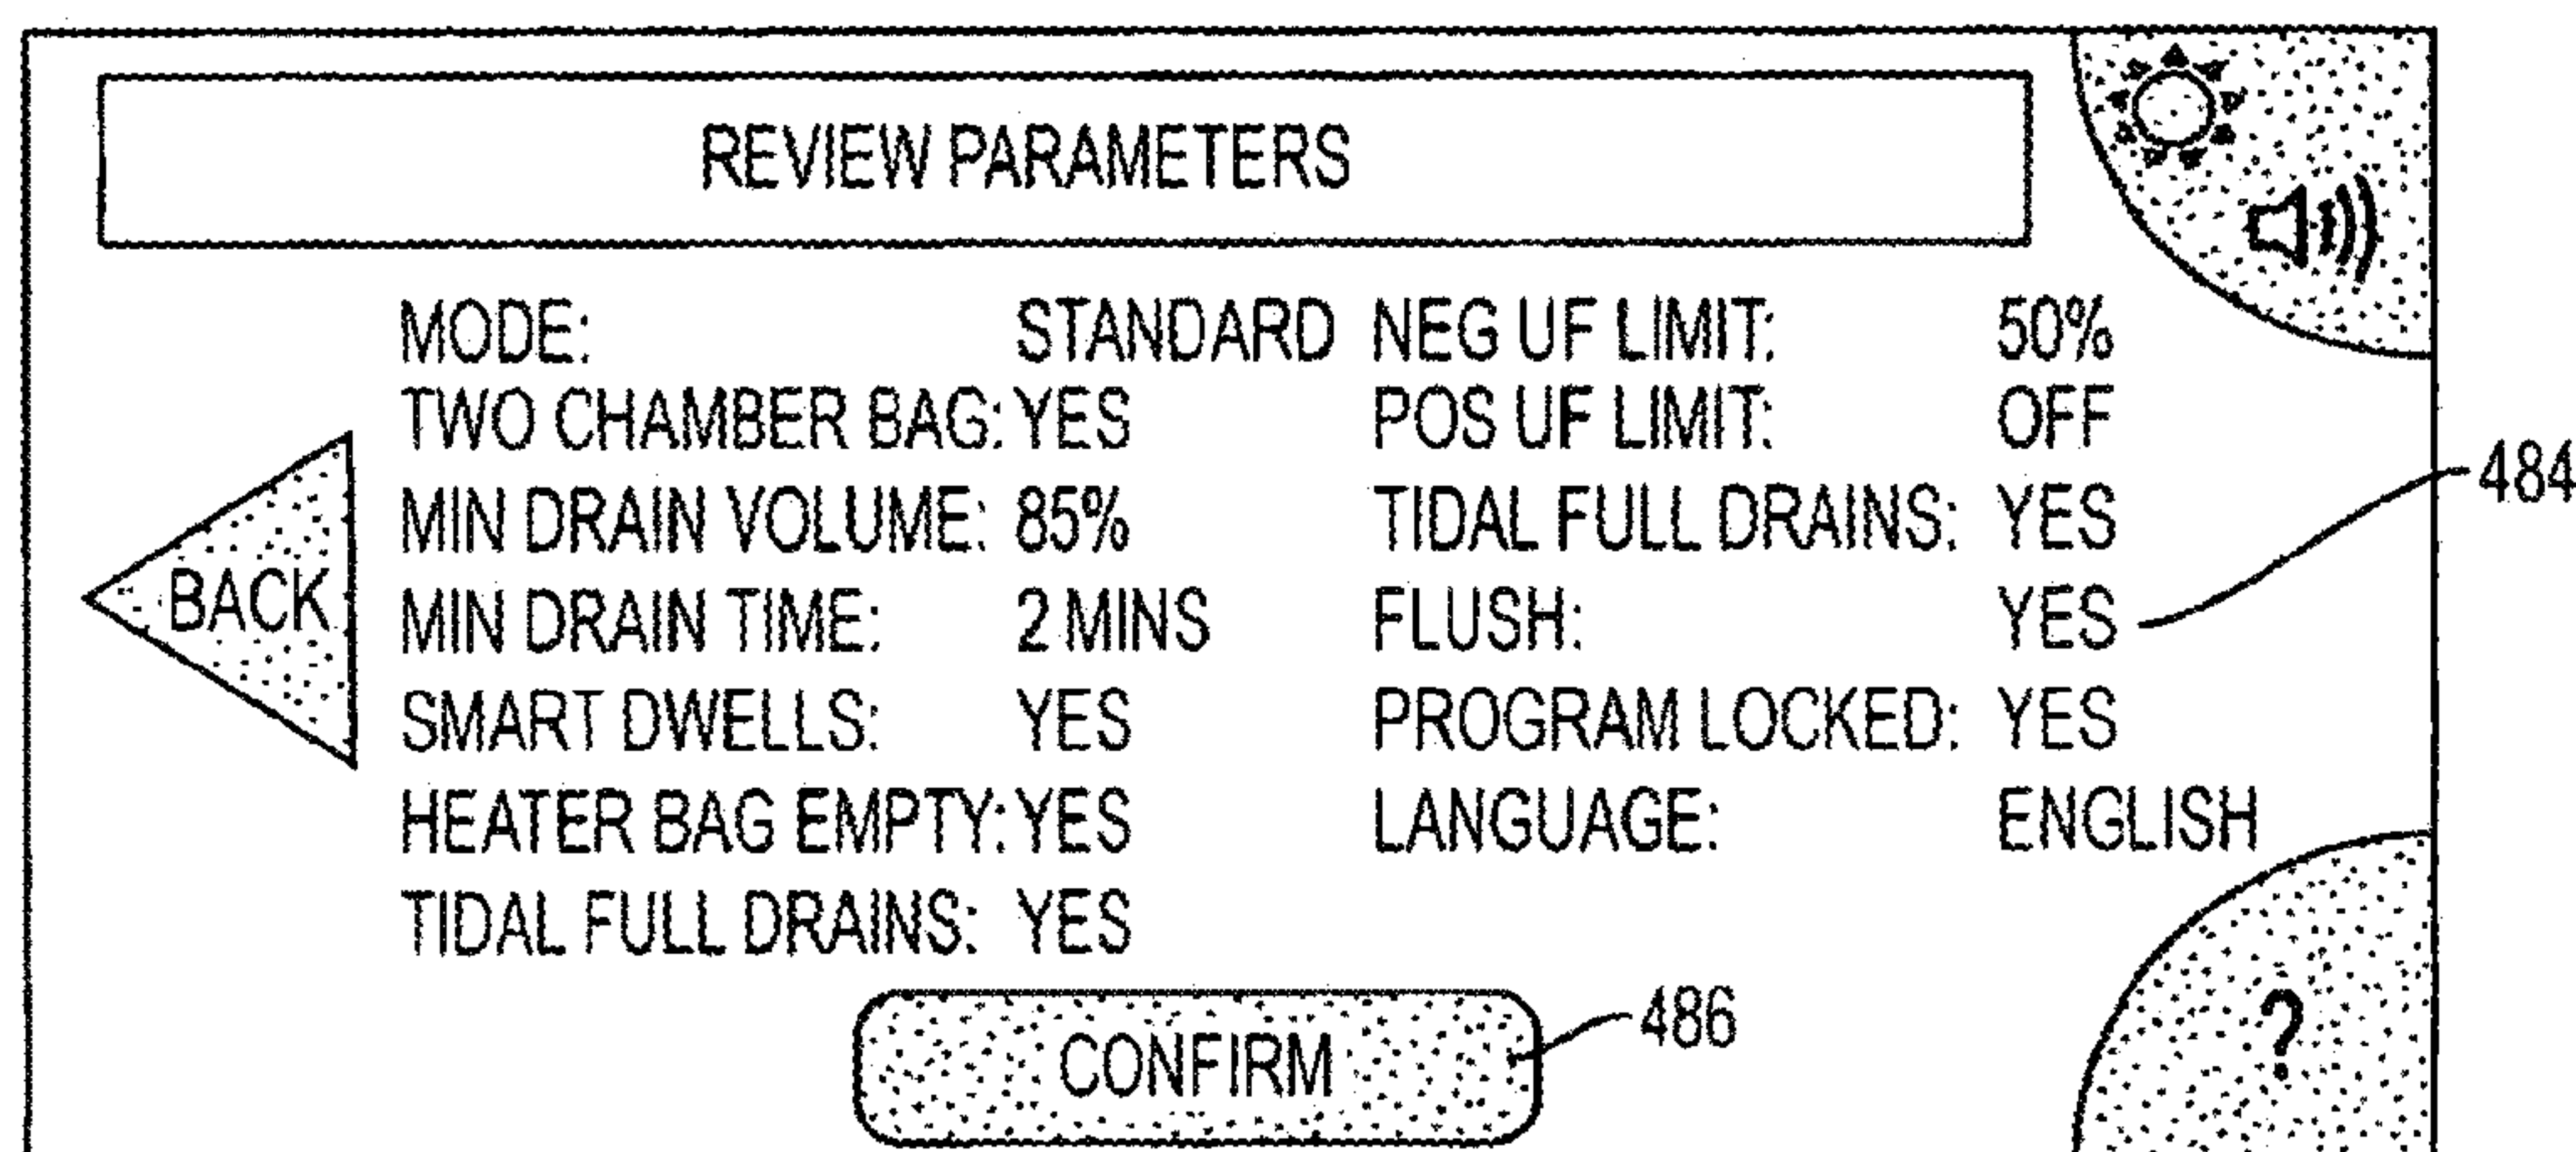 REVIEW PARAMETERS
MODE: STANDARD NEG UF LIMIT: 50%
TWO CHAMBER BAG: YES POS UF LIMIT: OFF
484
MIN DRAIN VOLUME: 85% TIDAL FULL DRAINS: YES
BACK MIN DRAIN TIME: 2 MINS FLUSH: YES
SMART DWELLS: YES PROGRAM LOCKED: YES
HEATER BAG EMPTY: YES LANGUAGE: ENGLISH
TIDAL FULL DRAINS: YES
486
CONFIRM
?